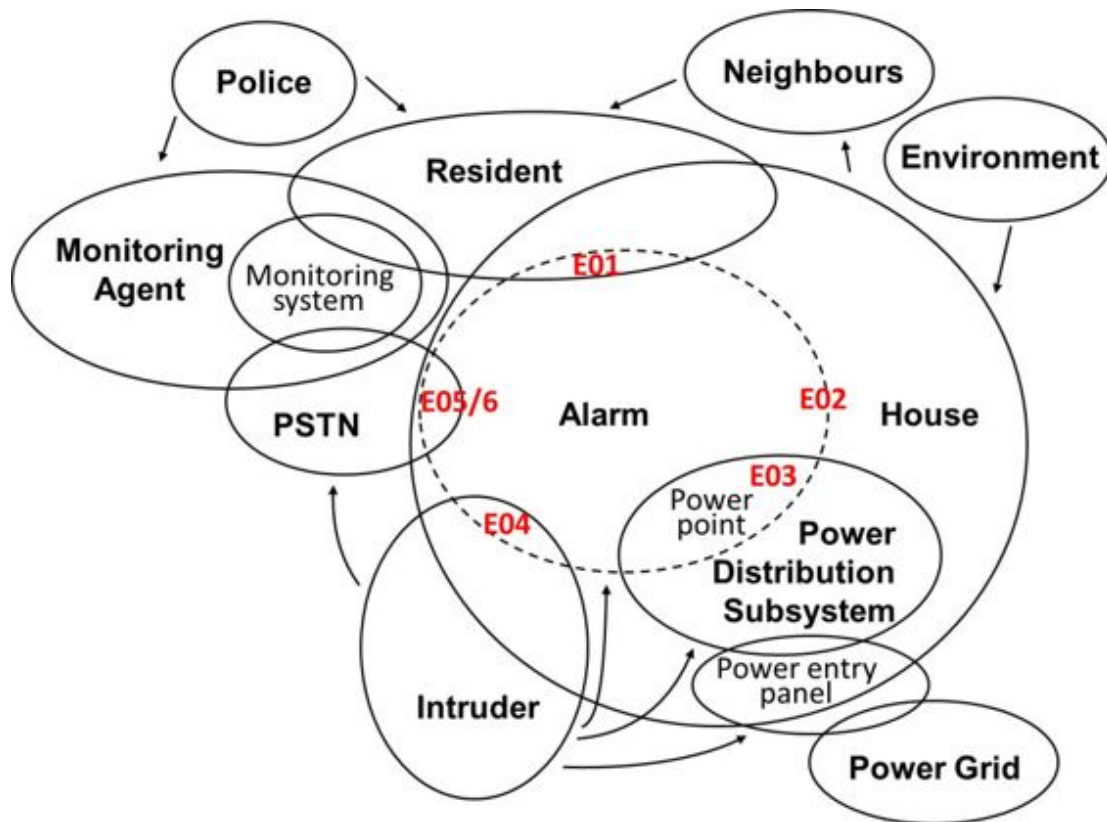 Police
Neighbours
Environment
Resident
Monitoring
Agent
Monitoring
system
E01
PSTN
E05/6
Alarm
E02
House
E03
Power
point
E04
Power
Distribution
Subsystem
Power entry
panel
Intruder
Power Grid